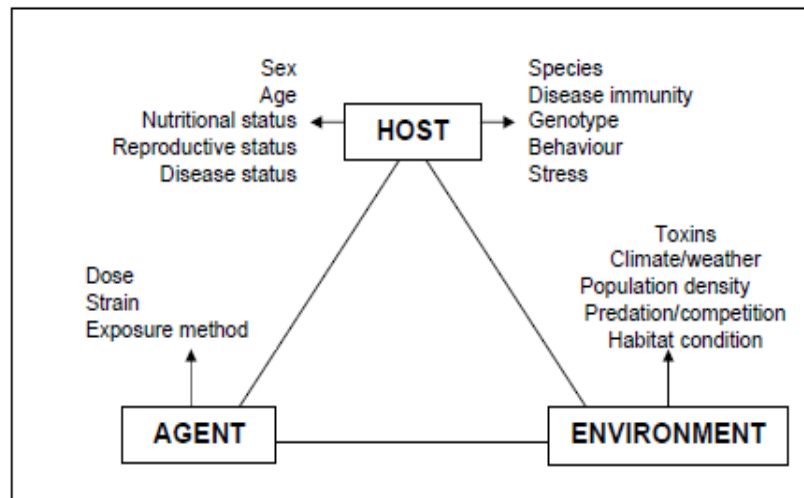 Sex
Age
Nutritional status
Reproductive status
Disease status
HOST
Species
Disease immunity
Genotype
Behaviour
Stress
Dose
Strain
Exposure method
Toxins
Climate/weather
Population density
Predation/competition
Habitat condition
AGENT
ENVIRONMENT